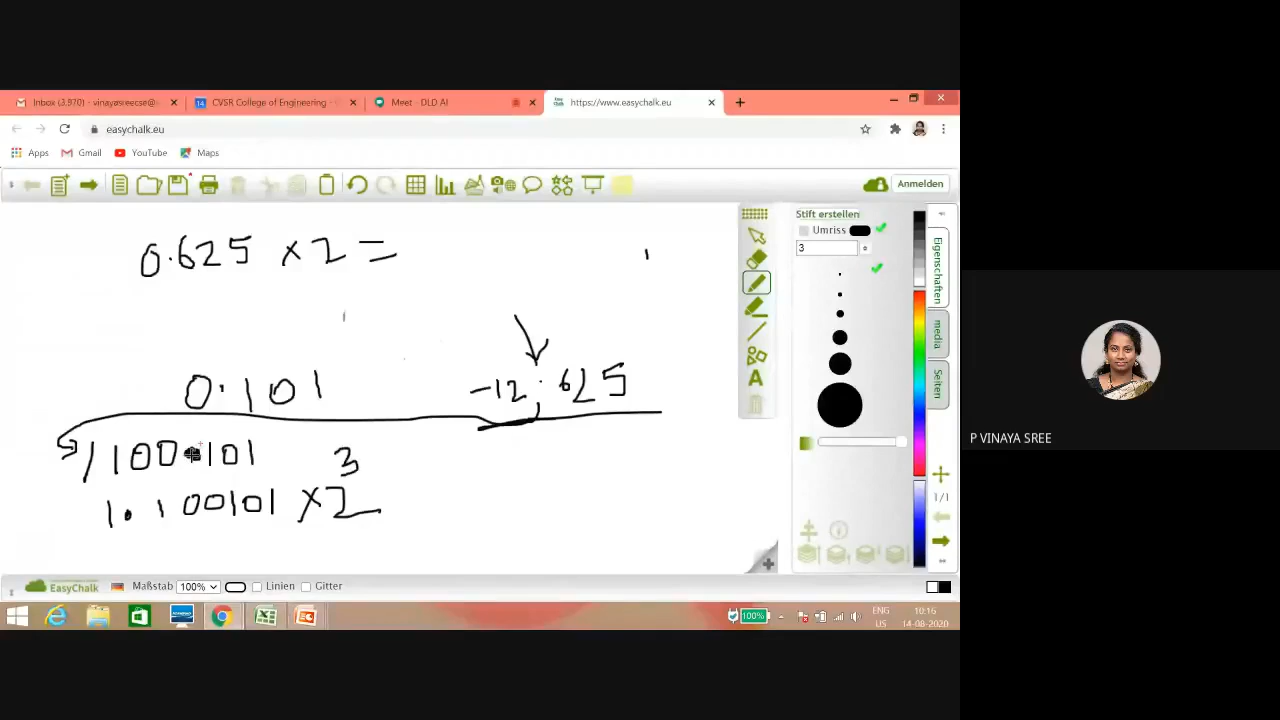 Inbox (3,970) - vinayasreecse@
CVSR College of Engineering -
Meet - DLD AI
https://www.easychalk.eu
easychalk.eu
Apps
Gmail
YouTube
Maps
Anmelden
Stift erstellen
Umriss
3
Eigenschaften
media
Seiten
0.625 × 2 =
0.101
-12.625
1100.101
3
1.100101 × 2
1/1
P VINAYA SREE
EasyChalk
Maßstab
100%
Linien
Gitter
100%
ENG
US
10:16
14-08-2020